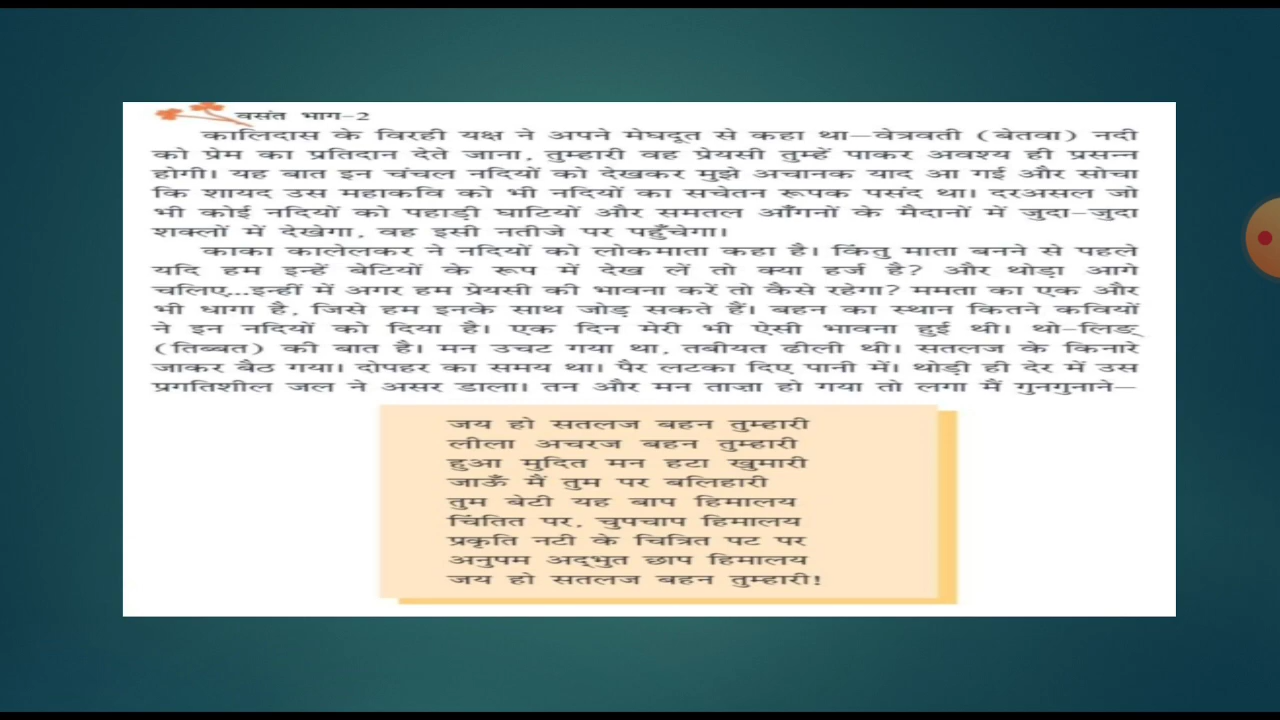 वसंत भाग-2
कालिदास के विरही यक्ष ने अपने मेघदूत से कहा था—वेत्रवती (बेतवा) नदी
को प्रेम का प्रतिदान देते जाना, तुम्हारी वह प्रेयसी तुम्हें पाकर अवश्य ही प्रसन्न
होगी। यह बात इन चंचल नदियों को देखकर मुझे अचानक याद आ गई और सोचा
कि शायद उस महाकवि को भी नदियों का सचेतन रूपक पसंद था। दरअसल जो
भी कोई नदियों को पहाड़ी घाटियों और समतल आँगनों के मैदानों में जुदा-जुदा
शक्लों में देखेगा, वह इसी नतीजे पर पहुँचेगा।
काका कालेलकर ने नदियों को लोकमाता कहा है। किंतु माता बनने से पहले
यदि हम इन्हें बेटियों के रूप में देख लें तो क्या हर्ज है? और थोड़ा आगे
चलिए...इन्हीं में अगर हम प्रेयसी की भावना करें तो कैसे रहेगा? ममता का एक और
भी धागा है, जिसे हम इनके साथ जोड़ सकते हैं। बहन का स्थान कितने कवियों
ने इन नदियों को दिया है। एक दिन मेरी भी ऐसी भावना हुई थी। थो-लिङ्
(तिब्बत) की बात है। मन उचट गया था, तबीयत ढीली थी। सतलज के किनारे
जाकर बैठ गया। दोपहर का समय था। पैर लटका दिए पानी में। थोड़ी ही देर में उस
प्रगतिशील जल ने असर डाला। तन और मन ताज़ा हो गया तो लगा मैं गुनगुनाने—
जय हो सतलज बहन तुम्हारी
लीला अचरज बहन तुम्हारी
हुआ मुदित मन हटा खुमारी
जाऊँ मैं तुम पर बलिहारी
तुम बेटी यह बाप हिमालय
चिंतित पर, चुपचाप हिमालय
प्रकृति नटी के चित्रित पट पर
अनुपम अद्भुत छाप हिमालय
जय हो सतलज बहन तुम्हारी!